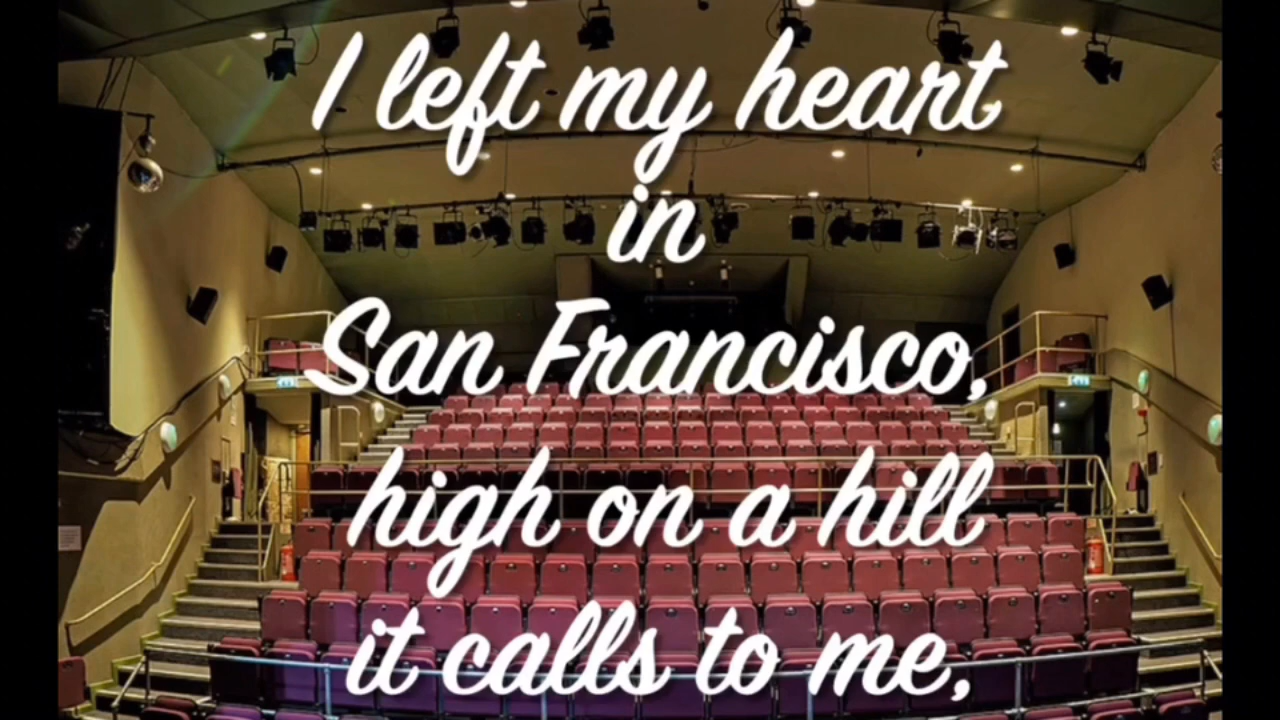 I left my heart
in
San Francisco,
high on a hill
it calls to me,